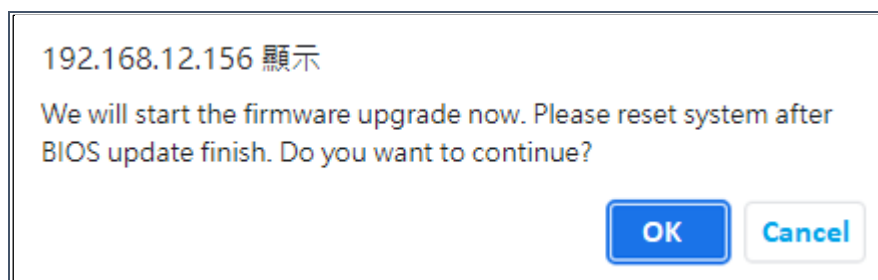 192.168.12.156 顯示
We will start the firmware upgrade now. Please reset system after
BIOS update finish. Do you want to continue?
OK
Cancel